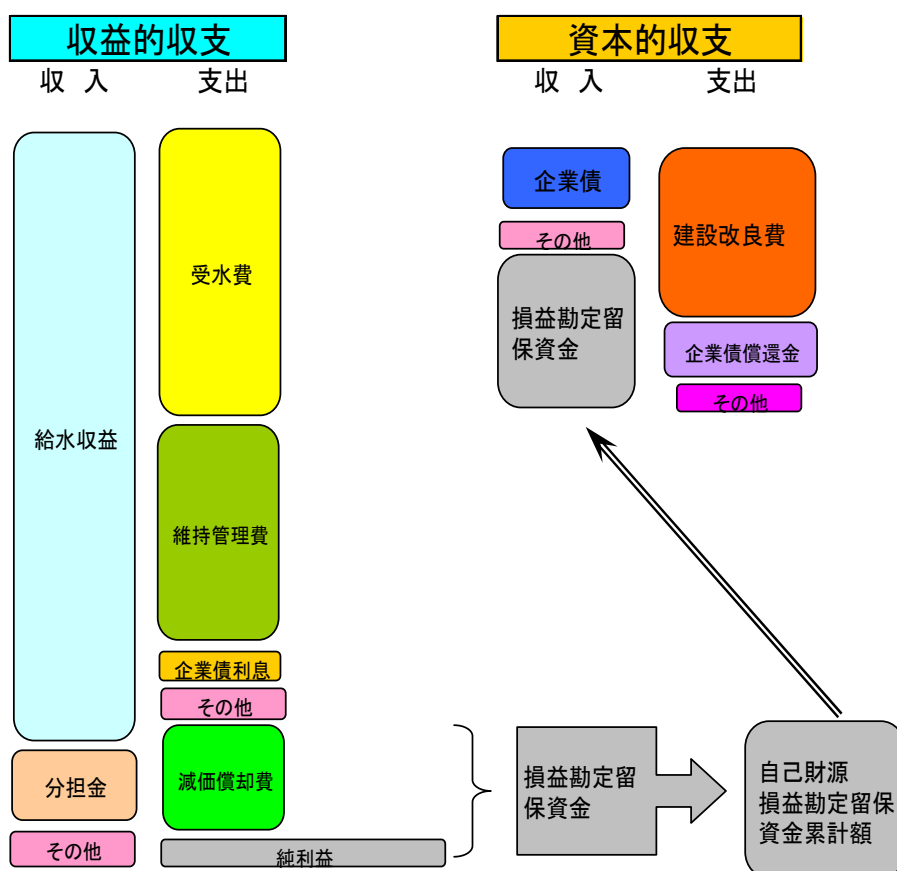 収益的収支
収入
支出
給水収益
分担金
その他
受水費
維持管理費
企業債利息
その他
減価償却費
純利益
資本的収支
収入
支出
企業債
その他
損益勘定留
保資金
建設改良費
企業債償還金
その他
損益勘定留
保資金
自己財源
損益勘定留保
資金累計額